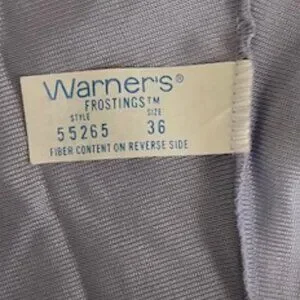 Warner's®
FROSTINGS™
STYLE SIZE
55265 36
FIBER CONTENT ON REVERSE SIDE